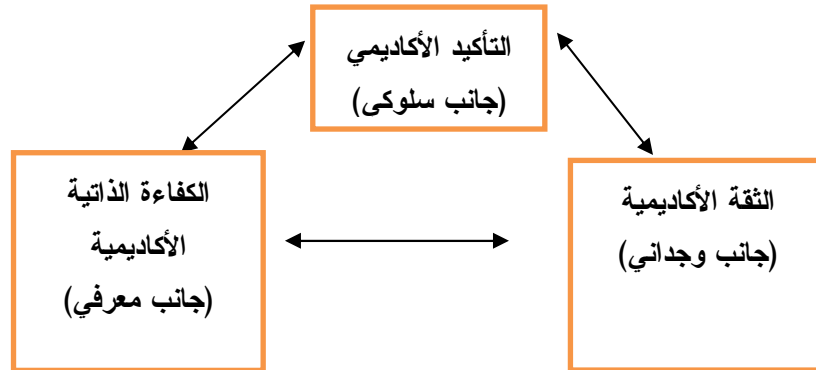 التأكيد الأكاديمي
(جانب سلوكى)
الثقة الأكاديمية
(جانب وجداني)
الكفاءة الذاتية
الأكاديمية
(جانب معرفي)